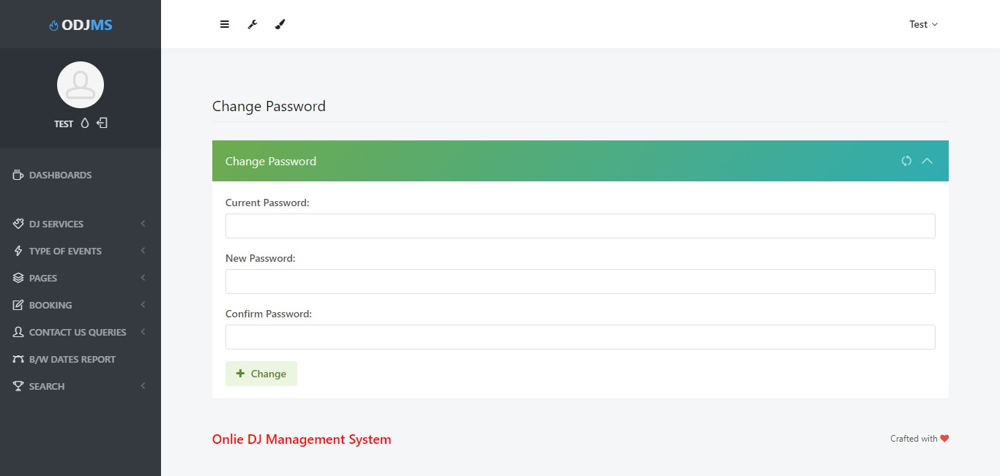 ODJMS
Test
TEST
DASHBOARDS
DJ SERVICES
TYPE OF EVENTS
PAGES
BOOKING
CONTACT US QUERIES
B/W DATES REPORT
SEARCH
Change Password
Change Password
Current Password:
New Password:
Confirm Password:
Change
Onlie DJ Management System
Crafted with